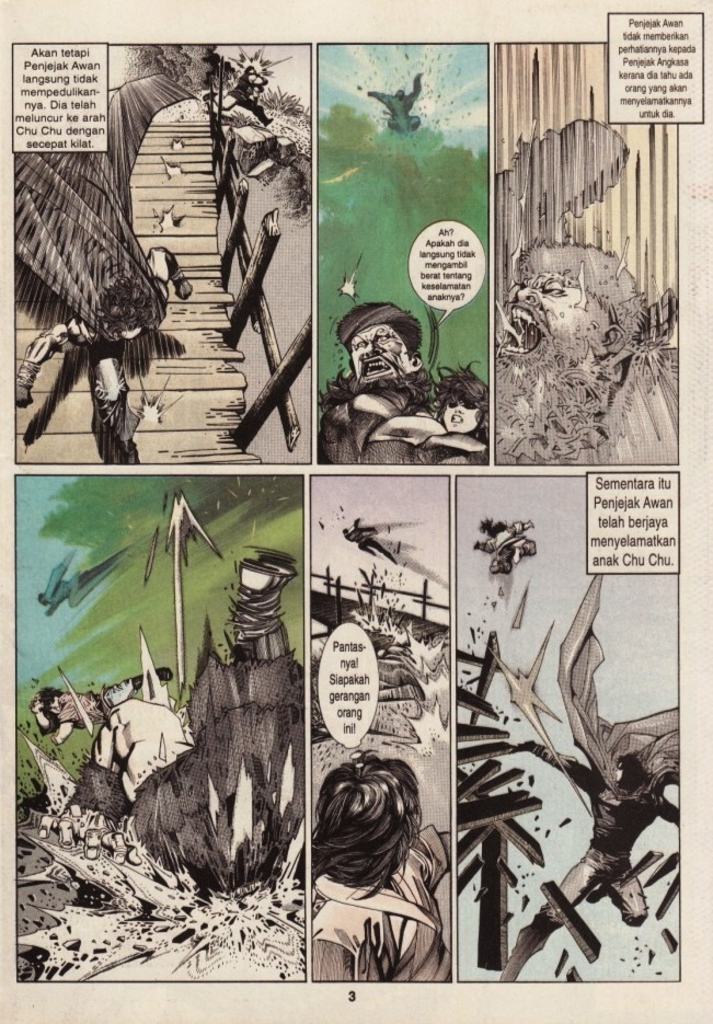 Akan tetapi
Penjejak Awan
langsung tidak
mempedulikan-
nya. Dia telah
meluncur ke arah
Chu Chu dengan
secepat kilat.
Ah?
Apakah dia
langsung tidak
mengambil
berat tentang
keselamatan
anaknya?
Penjejak Awan
tidak memberikan
perhatiannya kepada
Penjejak Angkasa
kerana dia tahu ada
orang yang akan
menyelamatkannya
untuk dia.
Pantas-
nya!
Siapakah
gerangan
orang
ini!
Sementara itu
Penjejak Awan
telah berjaya
menyelamatkan
anak Chu Chu.
3